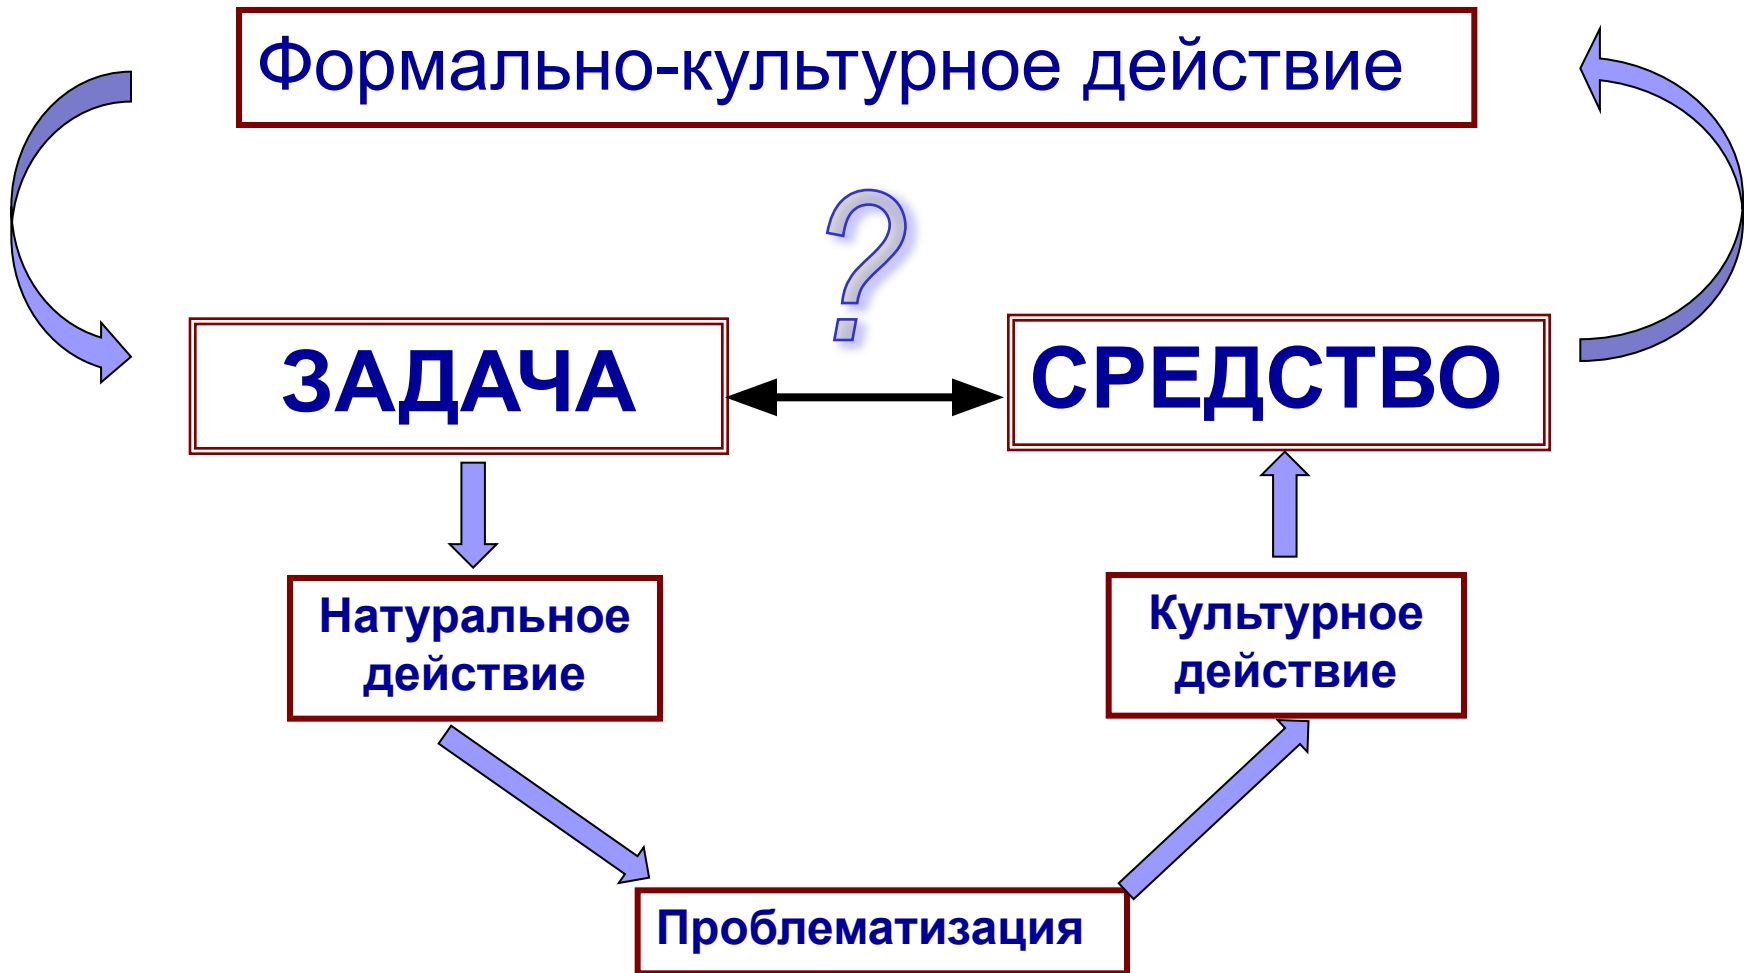 Формально-культурное действие
?
ЗАДАЧА
СРЕДСТВО
Натуральное
действие
Культурное
действие
Проблематизация